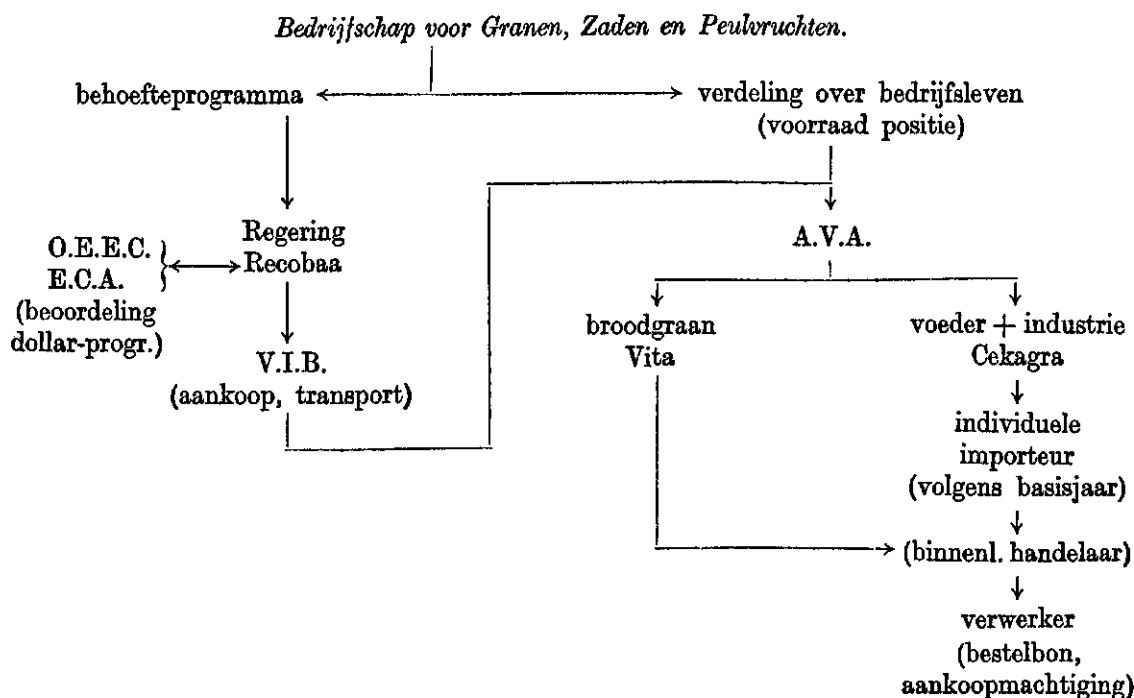 Bedrijfschap voor Granen, Zaden en Peulvruchten.
behoefteprogramma
verdeling over bedrijfsleven
(voorraad positie)
Regering
Recobaa
O.E.E.C.
E.C.A.
(beoordeling
dollar-progr.)
V.I.B.
(aankoop, transport)
A.V.A.
broodgraan
Vita
voeder + industrie
Cekagra
individuele
importeur
(volgens basisjaar)
(binnenl. handelaar)
verwerker
(bestelbon,
aankoopmachtiging)